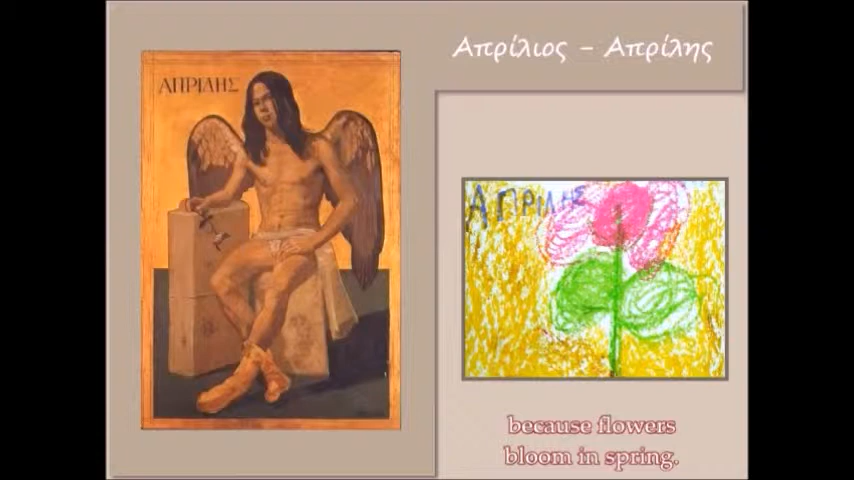 Απρίλιος - Απρίλης
ΑΠΡΙΛΗΣ
ΑΠΡΙΛΗΣ
because flowers
bloom in spring.